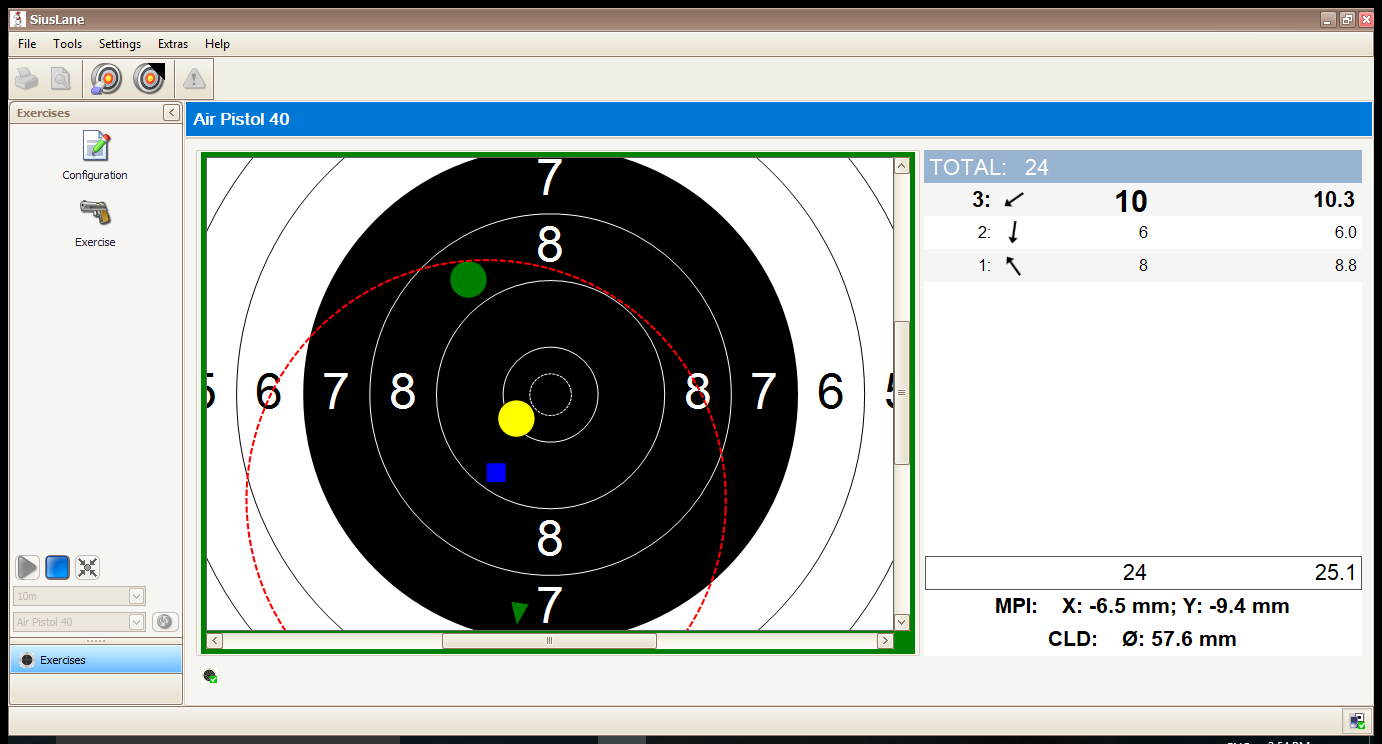 SiusLane
File Tools Settings Extras Help
Exercises
Configuration
Exercise
10m
Air Pistol 40
Exercises
Air Pistol 40
7
8
6 7 8 8 7 6
8
7
TOTAL: 24
3: 10 10.3
2: 6 6.0
1: 8 8.8
24 25.1
MPI: X: -6.5 mm; Y: -9.4 mm
CLD: Ø: 57.6 mm